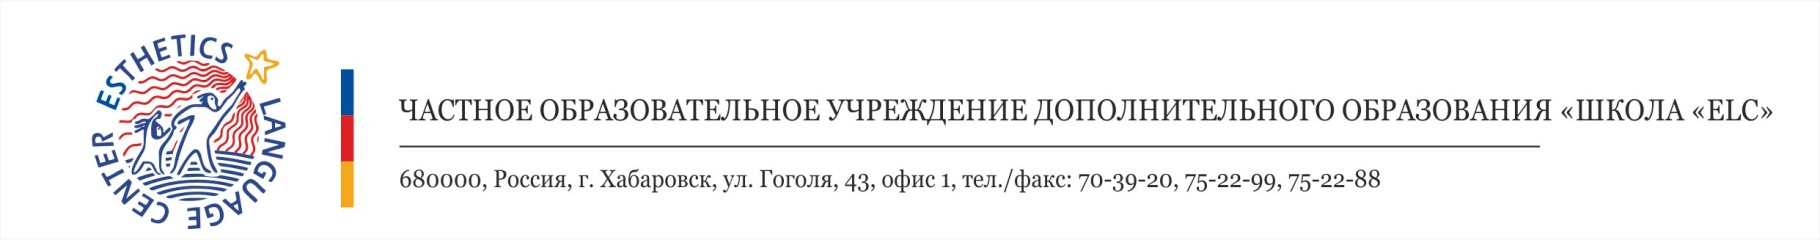 ESTHETICS LANGUAGE CENTER
ЧАСТНОЕ ОБРАЗОВАТЕЛЬНОЕ УЧРЕЖДЕНИЕ ДОПОЛНИТЕЛЬНОГО ОБРАЗОВАНИЯ «ШКОЛА «ELC»
680000, Россия, г. Хабаровск, ул. Гоголя, 43, офис 1, тел./факс: 70-39-20, 75-22-99, 75-22-88